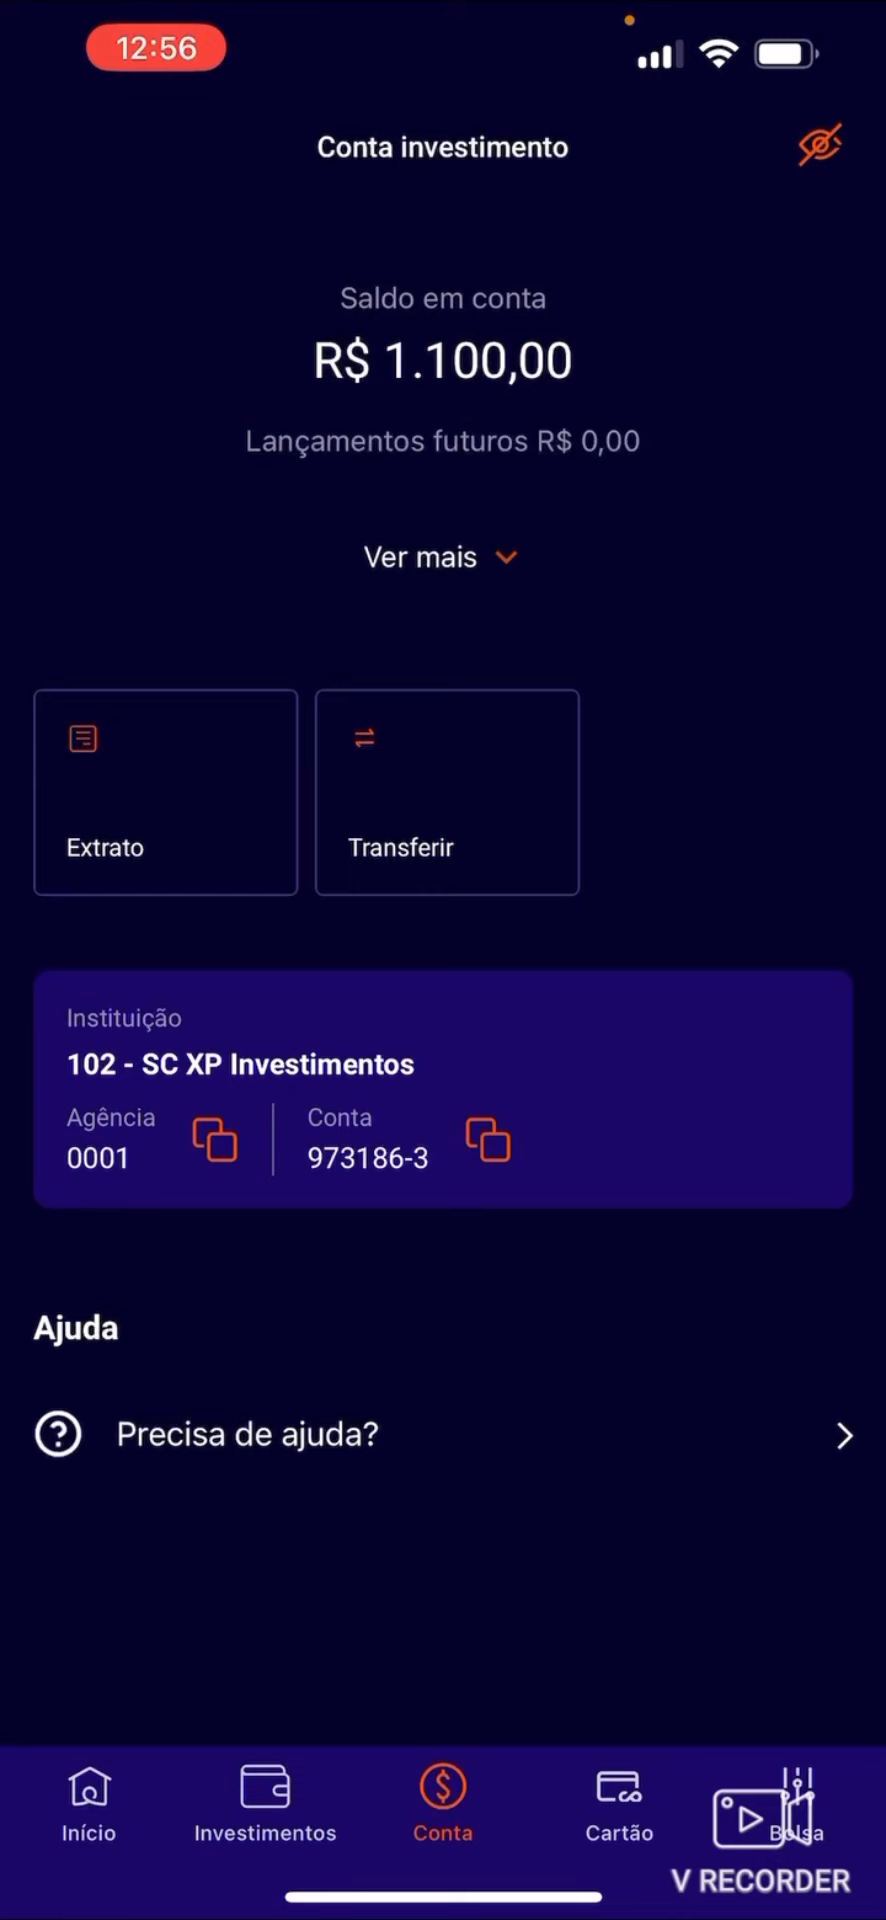 12:56
Conta investimento
Saldo em conta
R$ 1.100,00
Lançamentos futuros R$ 0,00
Ver mais
Extrato
Transferir
Instituição
102 - SC XP Investimentos
Agência
0001
Conta
973186-3
Ajuda
Precisa de ajuda?
Início
Investimentos
Conta
Cartão
Bolsa
V RECORDER